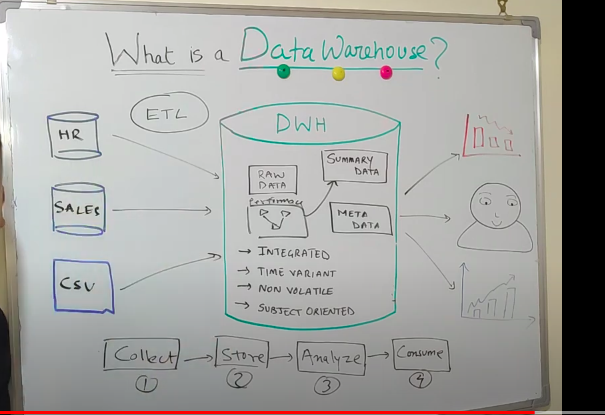 What is a Data Warehouse?
ETL
HR
SALES
CSV
DWH
RAW
DATA
SUMMARY
DATA
Performance
META
DATA
→ INTEGRATED
→ TIME VARIANT
→ NON VOLATILE
→ SUBJECT ORIENTED
Collect → Store → Analyze → Consume
1 2 3 4